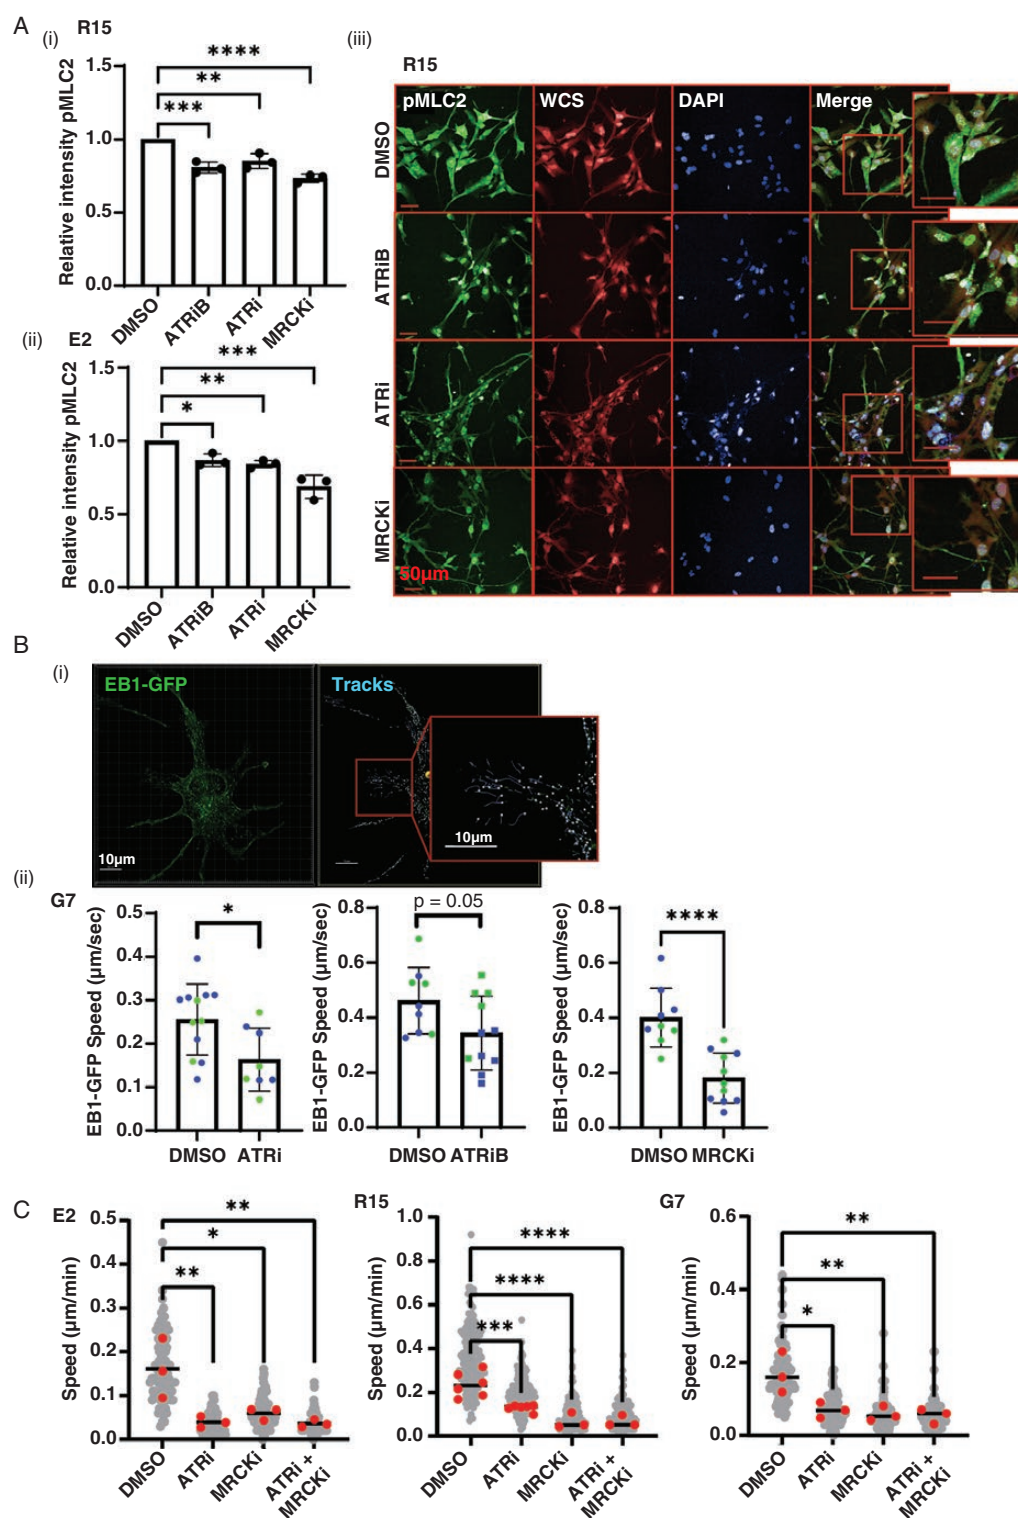 A
(i) R15
Relative intensity pMLC2
1.5
1.0
0.5
0.0
****
**
***
DMSO
ATRiB
ATRi
MRCKi
(ii) E2
Relative intensity pMLC2
1.5
1.0
0.5
0.0
***
**
*
DMSO
ATRiB
ATRi
MRCKi
(iii)
R15
pMLC2 WCS DAPI Merge
DMSO
ATRiB
ATRi
MRCKi
50µm
B
(i)
EB1-GFP
10µm
Tracks
10µm
(ii)
G7
EB1-GFP Speed (µm/sec)
0.5
0.4
0.3
0.2
0.1
0.0
*
DMSO ATRi
EB1-GFP Speed (µm/sec)
0.8
0.6
0.4
0.2
0.0
p = 0.05
DMSO ATRiB
EB1-GFP Speed (µm/sec)
0.8
0.6
0.4
0.2
0.0
****
DMSO MRCKi
C
E2
Speed (µm/min)
0.5
0.4
0.3
0.2
0.1
0.0
**
*
**
DMSO
ATRi
MRCKi
ATRi +
MRCKi
R15
Speed (µm/min)
1.0
0.8
0.6
0.4
0.2
0.0
****
****
***
DMSO
ATRi
MRCKi
ATRi +
MRCKi
G7
Speed (µm/min)
0.6
0.4
0.2
0.0
**
**
*
DMSO
ATRi
MRCKi
ATRi +
MRCKi